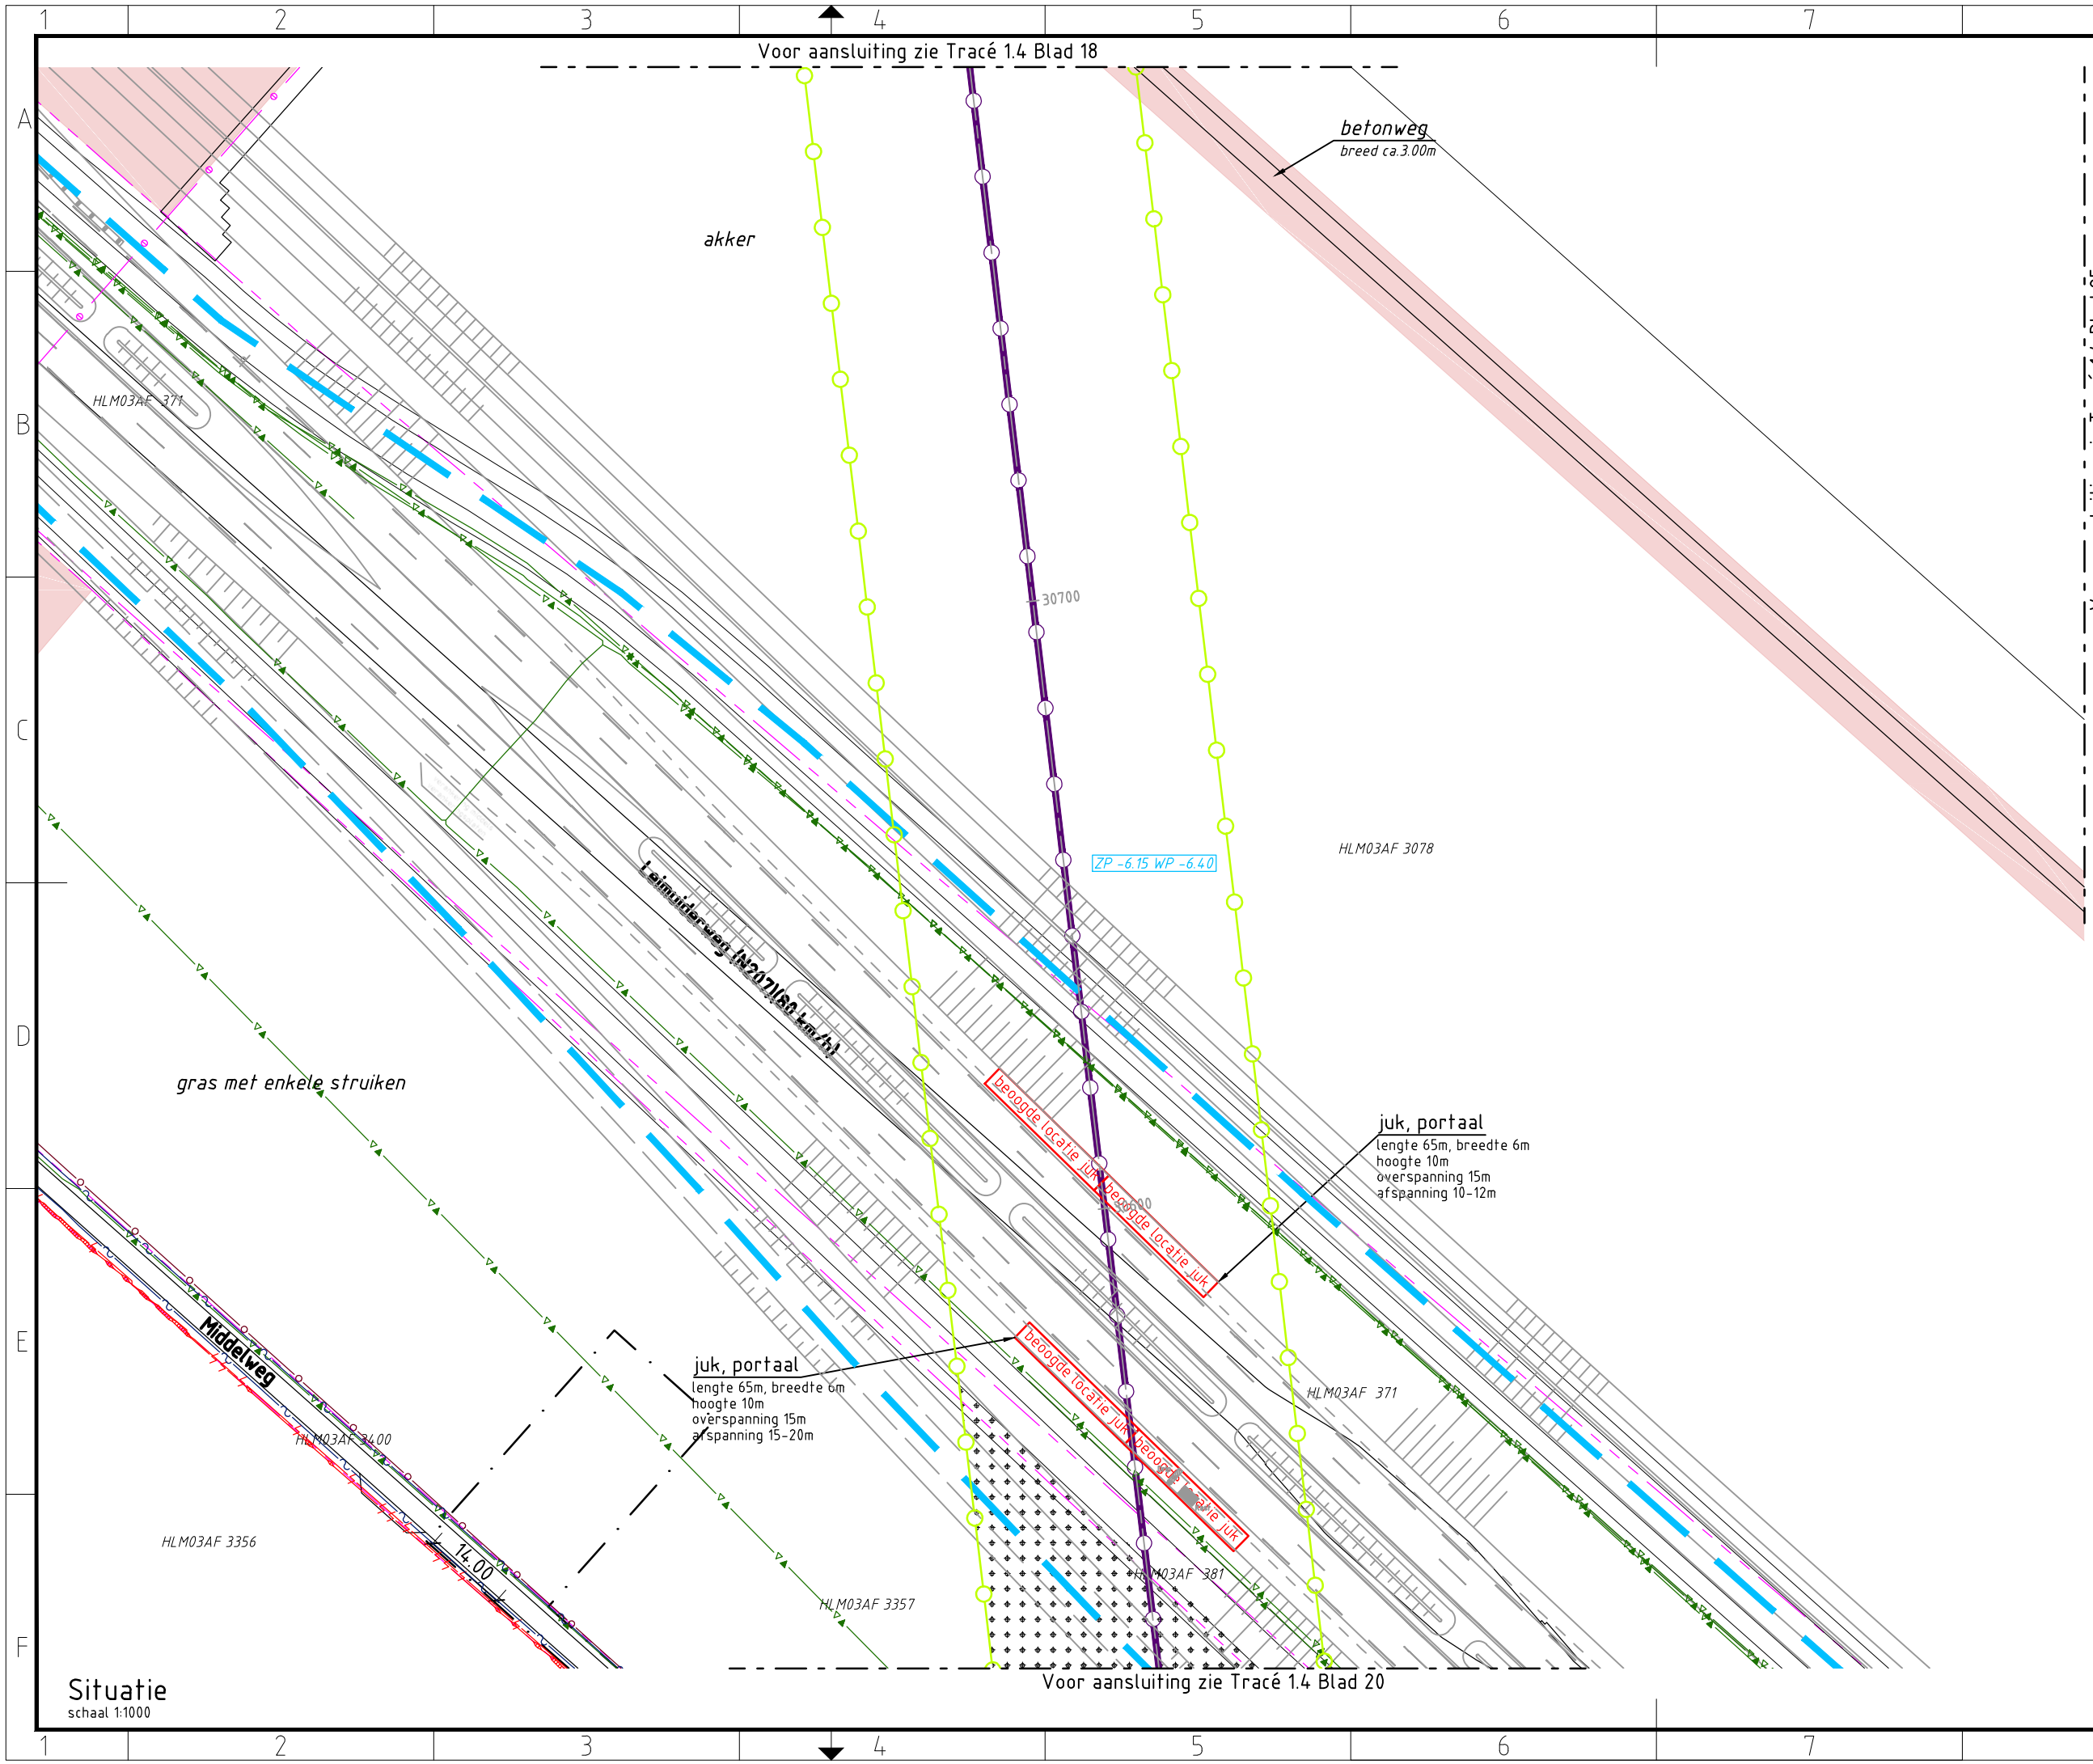 1 2 3 4 5 6 7
Voor aansluiting zie Tracé 1.4 Blad 18
A
B
C
D
E
F
betonweg
breed ca.3.00m
akker
HLM03AF 371
30700
ZP -6.15 WP -6.40
HLM03AF 3078
Leimuiderweg (N207)(80 km/h)
gras met enkele struiken
beoogde locatie juk
beoogde locatie juk
juk, portaal
lengte 65m, breedte 6m
hoogte 10m
overspanning 15m
afspanning 10-12m
Middelweg
juk, portaal
lengte 65m, breedte 6m
hoogte 10m
overspanning 15m
afspanning 15-20m
beoogde locatie juk
beoogde locatie juk
HLM03AF 371
HLM03AF 3400
HLM03AF 3356
14.00
HLM03AF 381
HLM03AF 3357
Voor aansluiting zie Tracé 1.4 Blad 20
Situatie
schaal 1:1000
1 2 3 4 5 6 7